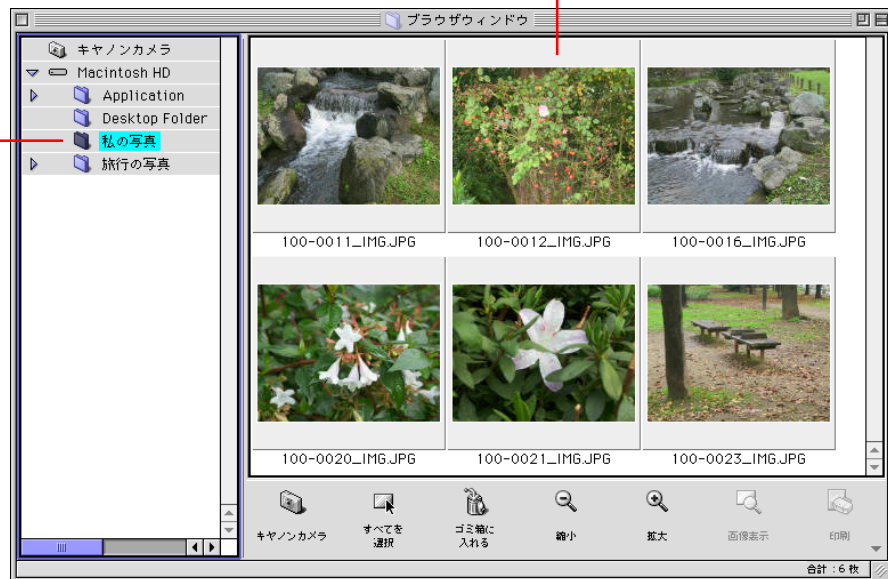 ブラウザウィンドウ
キヤノンカメラ
Macintosh HD
Application
Desktop Folder
私の写真
旅行の写真
100-0011_IMG.JPG
100-0012_IMG.JPG
100-0016_IMG.JPG
100-0020_IMG.JPG
100-0021_IMG.JPG
100-0023_IMG.JPG
キヤノンカメラ
すべてを
選択
ゴミ箱に
入れる
縮小
拡大
画像表示
印刷
合計：6 枚